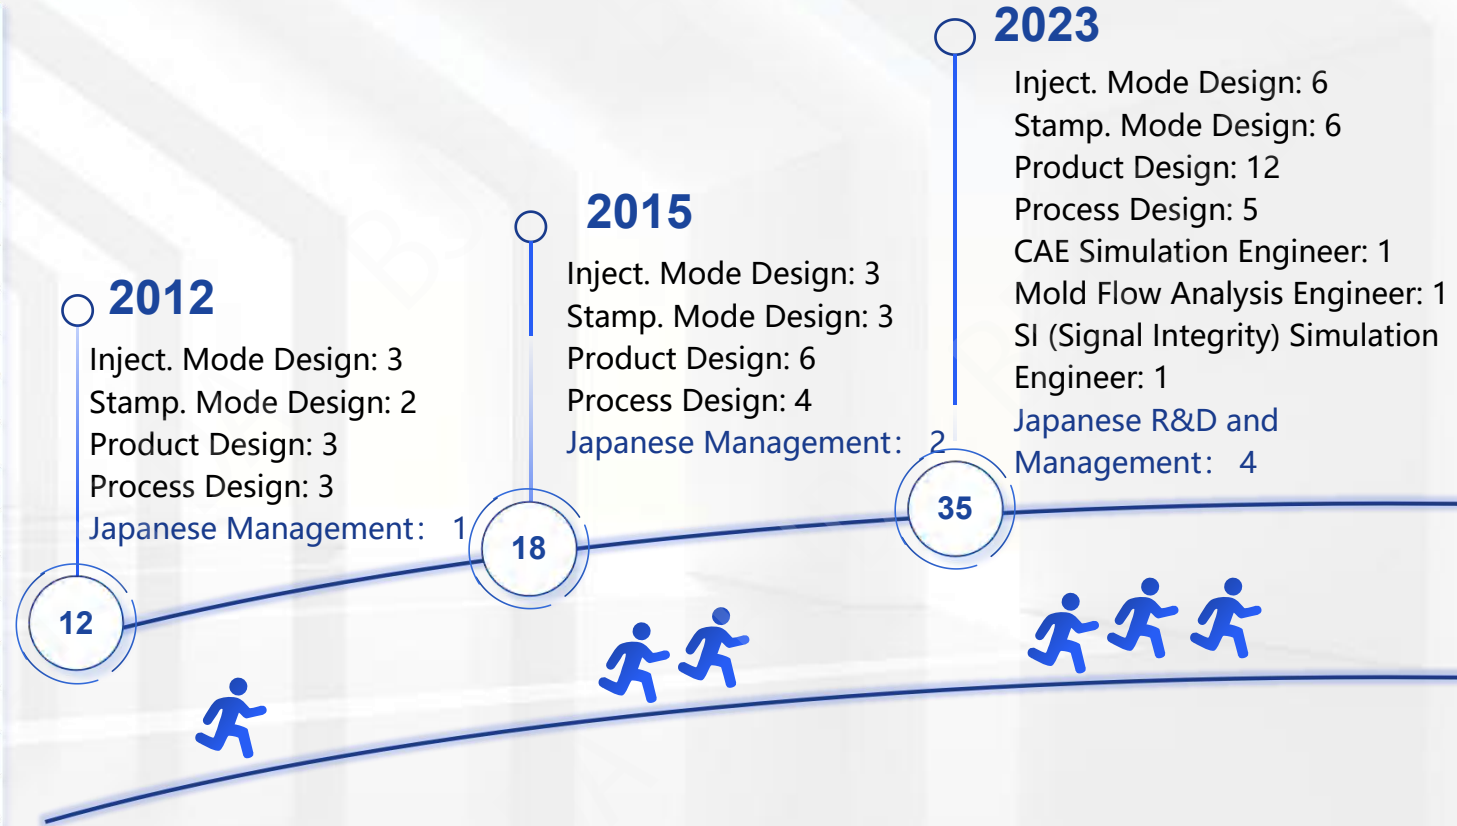 2012
Inject. Mode Design: 3
Stamp. Mode Design: 2
Product Design: 3
Process Design: 3
Japanese Management： 1
12
2015
Inject. Mode Design: 3
Stamp. Mode Design: 3
Product Design: 6
Process Design: 4
Japanese Management： 2
18
2023
Inject. Mode Design: 6
Stamp. Mode Design: 6
Product Design: 12
Process Design: 5
CAE Simulation Engineer: 1
Mold Flow Analysis Engineer: 1
SI (Signal Integrity) Simulation
Engineer: 1
Japanese R&D and
Management： 4
35